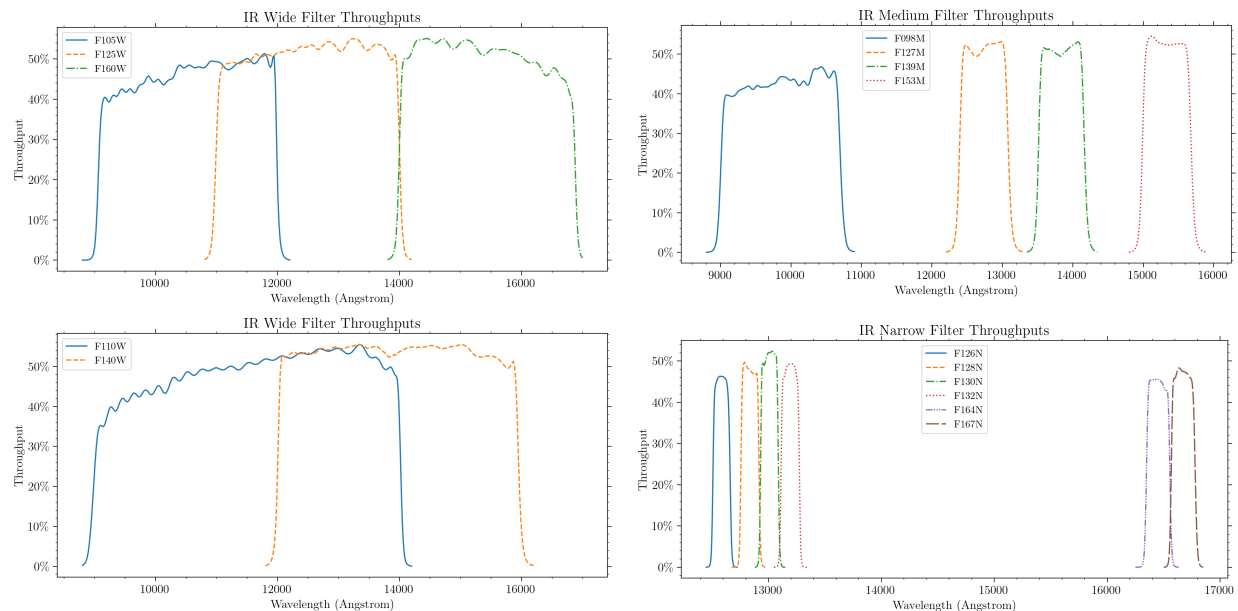 IR Wide Filter Throughputs
F105W
F125W
F160W
50%
40%
30%
20%
10%
0%
Throughput
10000 12000 14000 16000
Wavelength (Angstrom)
IR Medium Filter Throughputs
F098M
F127M
F139M
F153M
50%
40%
30%
20%
10%
0%
Throughput
9000 10000 11000 12000 13000 14000 15000 16000
Wavelength (Angstrom)
IR Wide Filter Throughputs
F110W
F140W
50%
40%
30%
20%
10%
0%
Throughput
10000 12000 14000 16000
Wavelength (Angstrom)
IR Narrow Filter Throughputs
F126N
F128N
F130N
F132N
F164N
F167N
50%
40%
30%
20%
10%
0%
Throughput
13000 14000 15000 16000 17000
Wavelength (Angstrom)